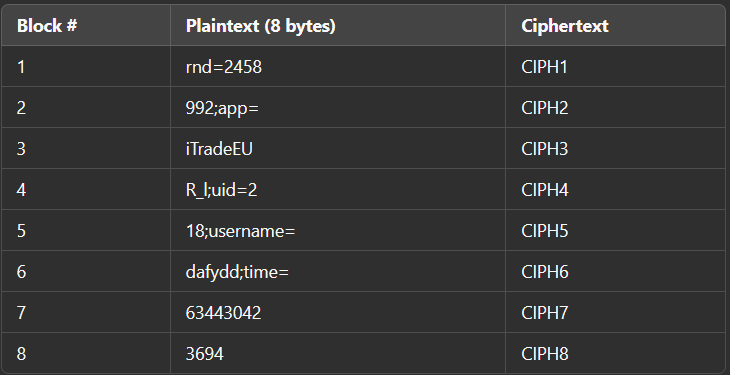 Block # Plaintext (8 bytes) Ciphertext
1 rnd=2458 CIPH1
2 992;app= CIPH2
3 iTradeEU CIPH3
4 R_l;uid=2 CIPH4
5 18;username= CIPH5
6 dafydd;time= CIPH6
7 63443042 CIPH7
8 3694 CIPH8